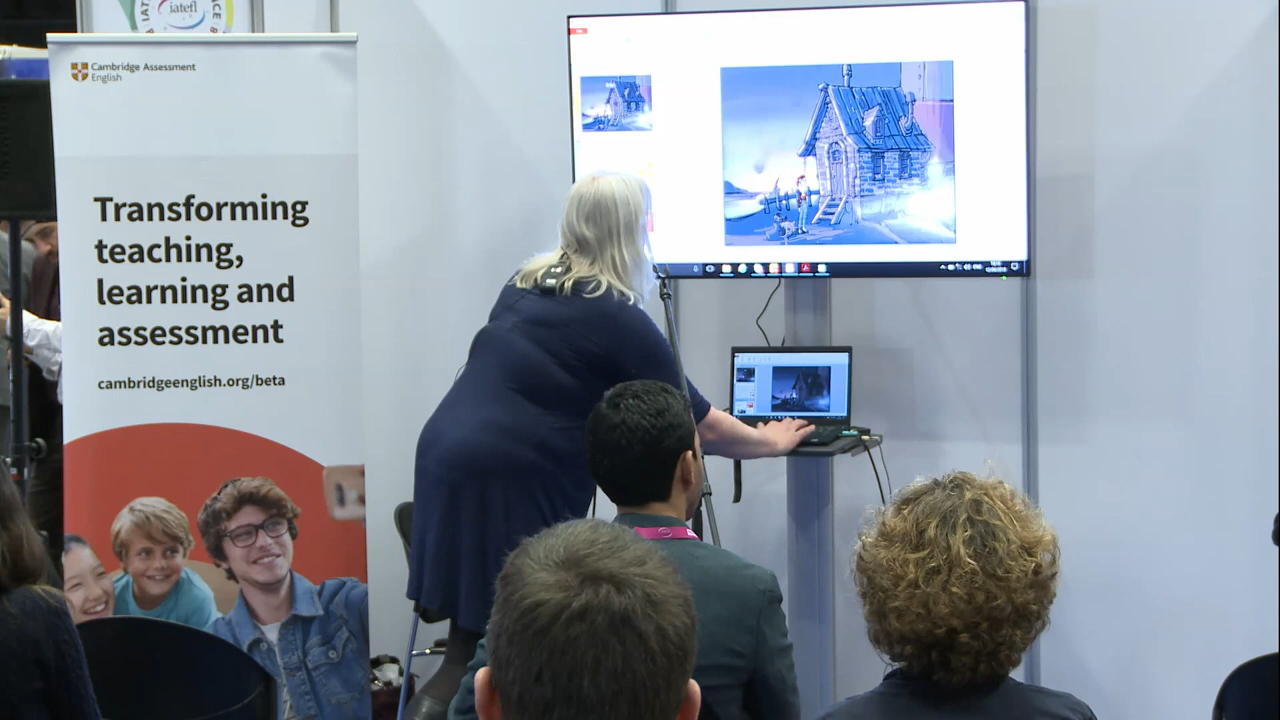 iatefl
Cambridge Assessment
English
Transforming
teaching,
learning and
assessment
cambridgeenglish.org/beta